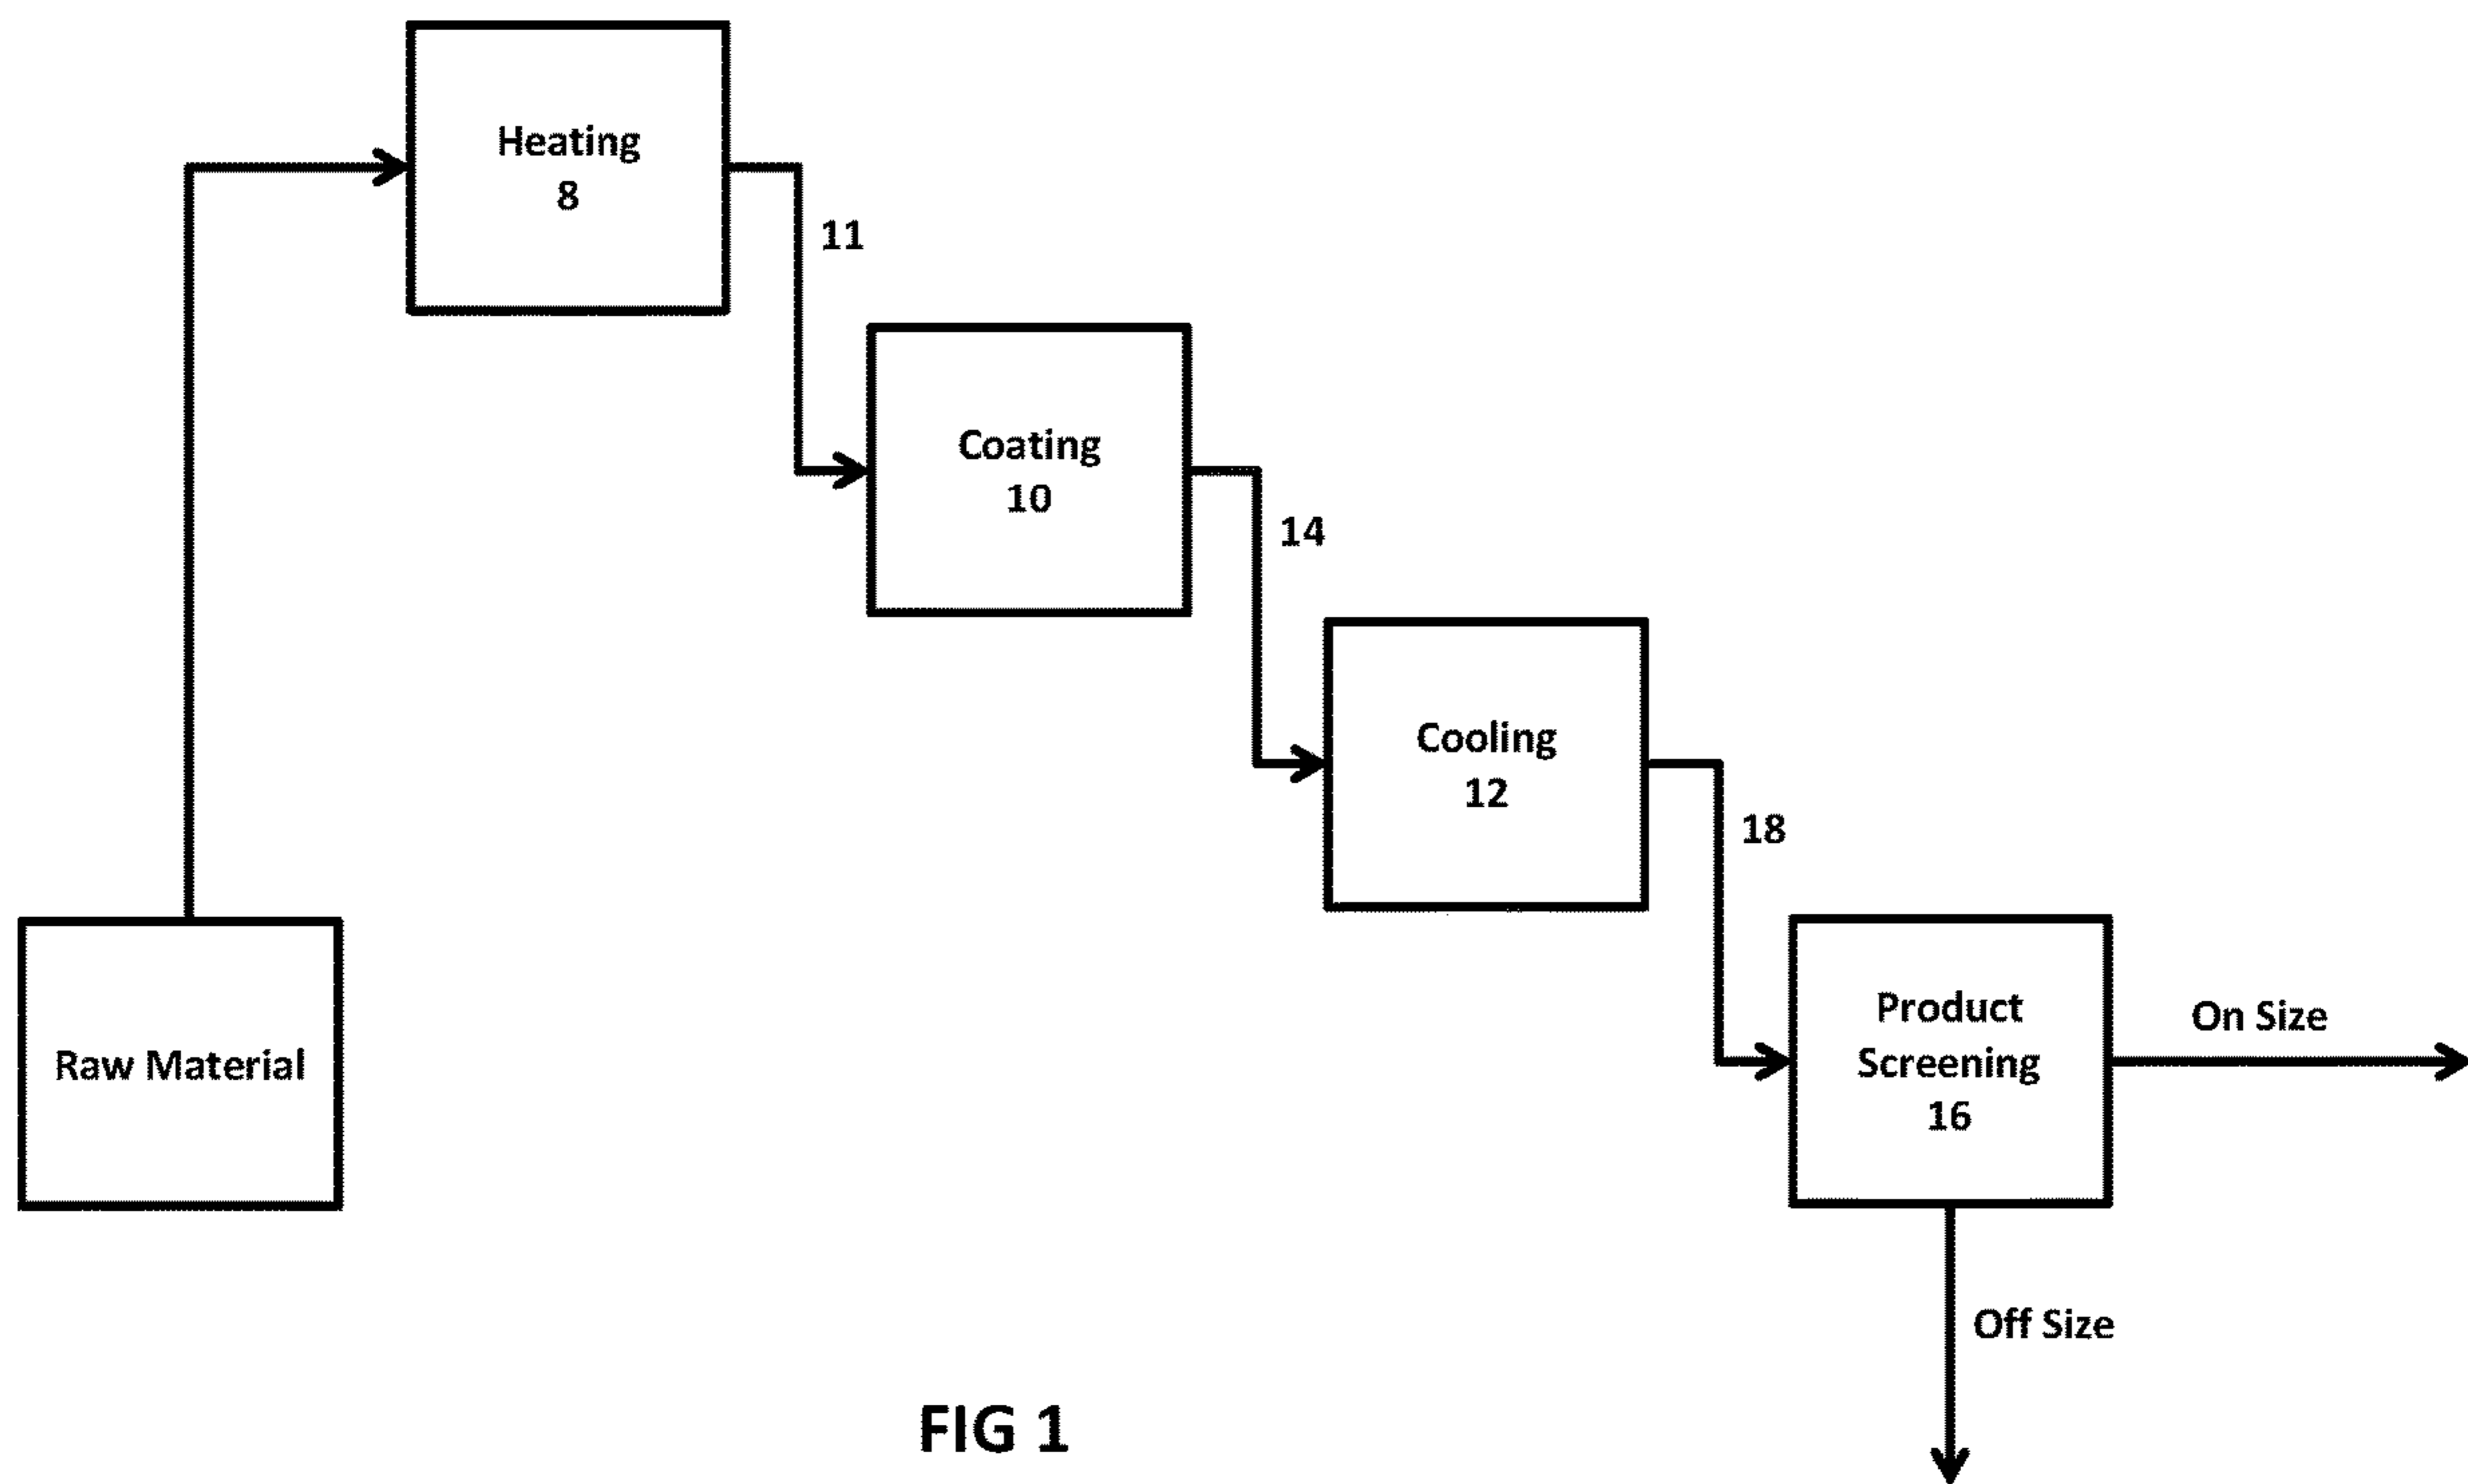 Heating
8
11
Coating
10
14
Cooling
12
18
Raw Material
Product
Screening
16
On Size
Off Size
FIG 1